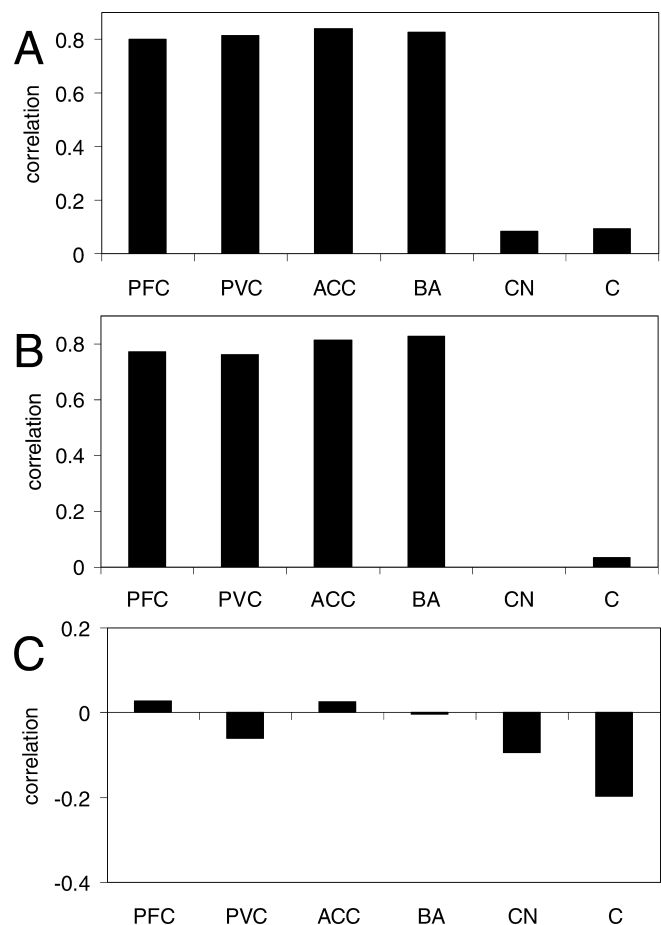 A
correlation
0.8
0.6
0.4
0.2
0
PFC PVC ACC BA CN C
B
correlation
0.8
0.6
0.4
0.2
0
PFC PVC ACC BA CN C
C
correlation
0.2
0
-0.2
-0.4
PFC PVC ACC BA CN C